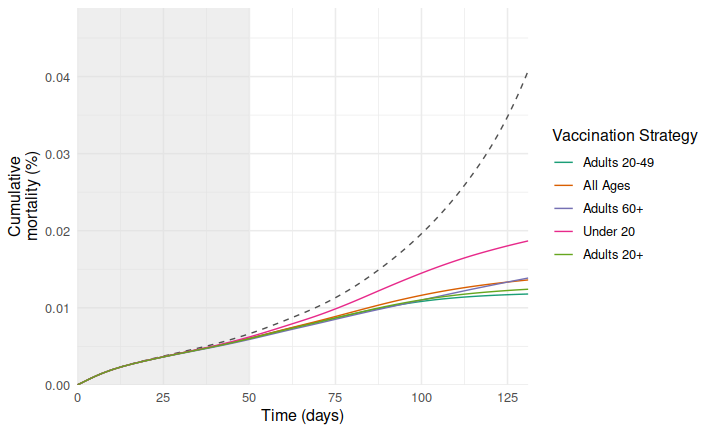 Cumulative
mortality (%)
0.04
0.03
0.02
0.01
0.00
0
25
50
75
100
125
Time (days)
Vaccination Strategy
Adults 20-49
All Ages
Adults 60+
Under 20
Adults 20+